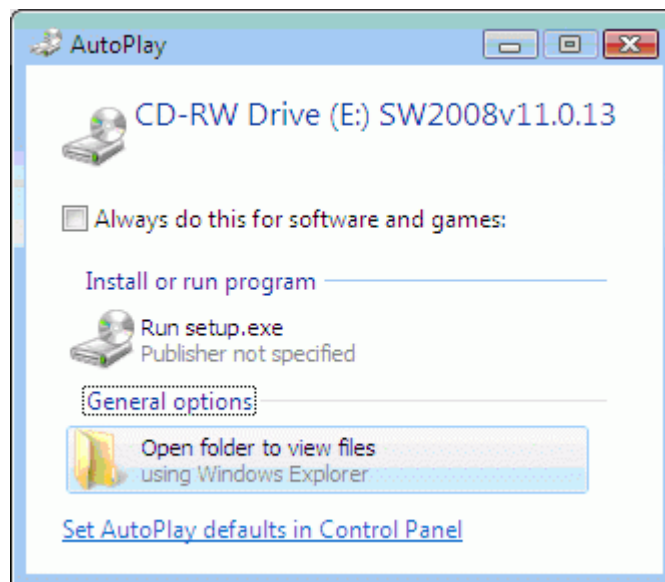 AutoPlay
CD-RW Drive (E:) SW2008v11.0.13
Always do this for software and games:
Install or run program
Run setup.exe
Publisher not specified
General options
Open folder to view files
using Windows Explorer
Set AutoPlay defaults in Control Panel